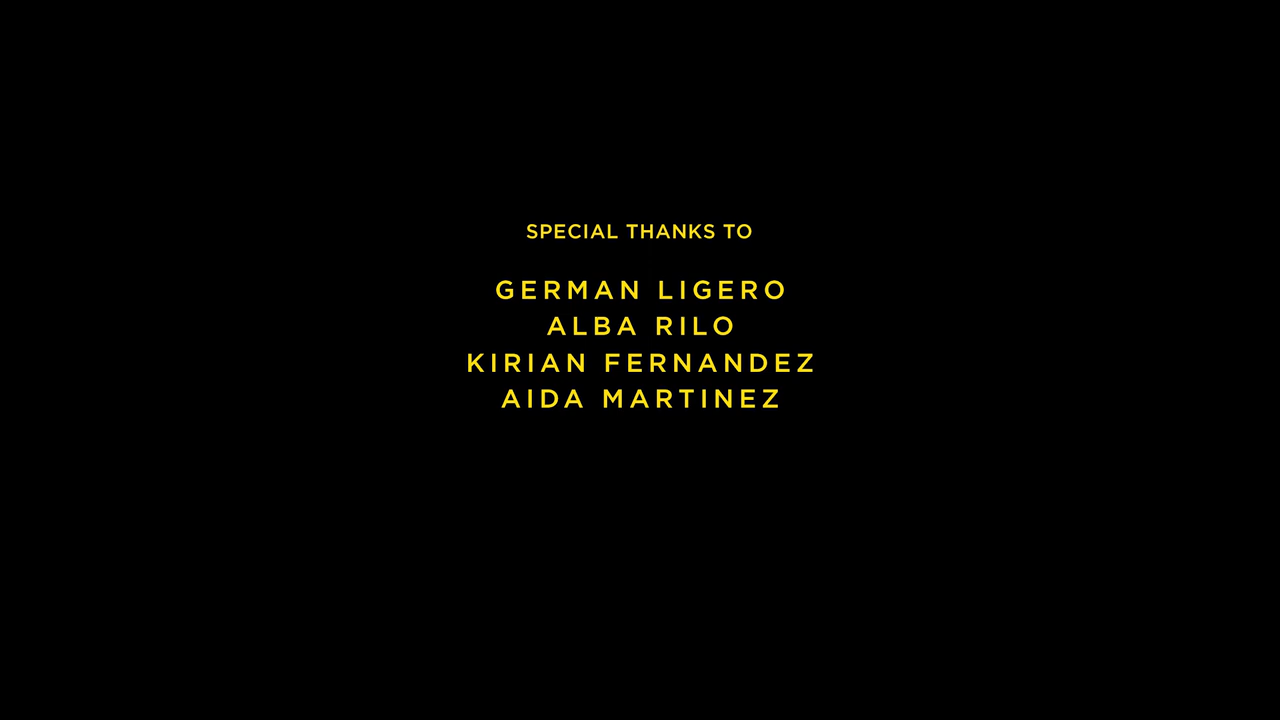 SPECIAL THANKS TO
GERMAN LIGERO
ALBA RILO
KIRIAN FERNANDEZ
AIDA MARTINEZ